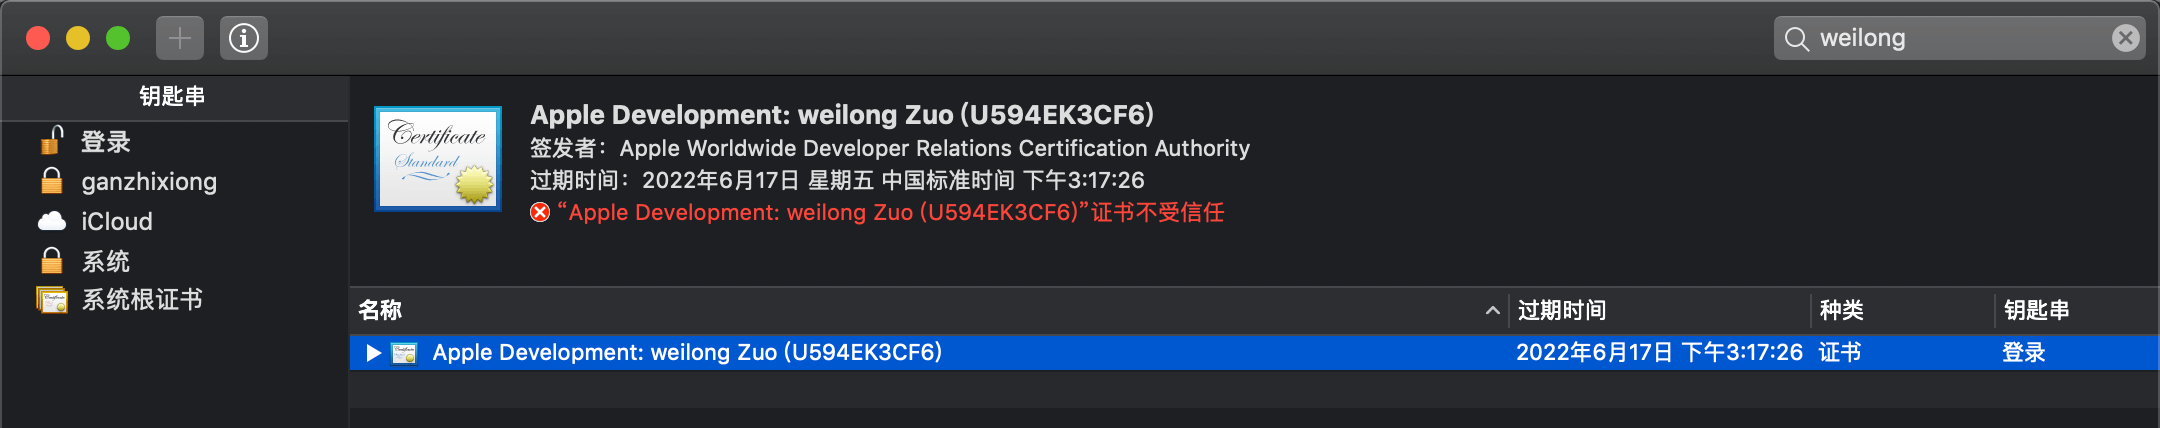 weilong
钥匙串
登录
ganzhixiong
iCloud
系统
系统根证书
Certificate
Standard
Apple Development: weilong Zuo (U594EK3CF6)
签发者：Apple Worldwide Developer Relations Certification Authority
过期时间：2022年6月17日 星期五 中国标准时间 下午3:17:26
“Apple Development: weilong Zuo (U594EK3CF6)”证书不受信任
名称 过期时间 种类 钥匙串
Apple Development: weilong Zuo (U594EK3CF6) 2022年6月17日 下午3:17:26 证书 登录